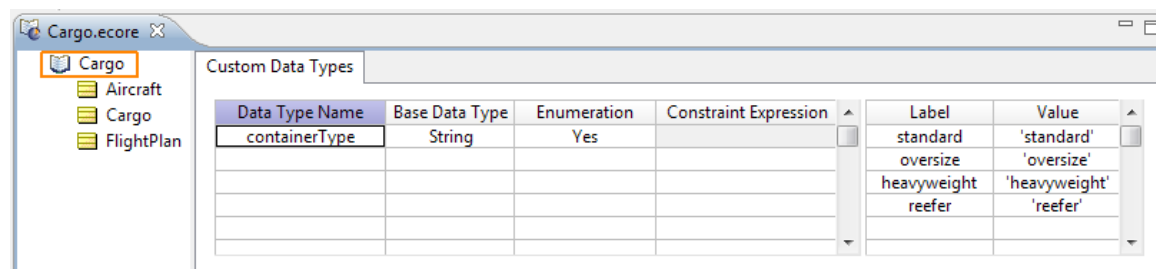 Cargo.ecore
Cargo
Aircraft
Cargo
FlightPlan
Custom Data Types
Data Type Name Base Data Type Enumeration Constraint Expression Label Value
containerType String Yes standard 'standard'
oversize 'oversize'
heavyweight 'heavyweight'
reefer 'reefer'